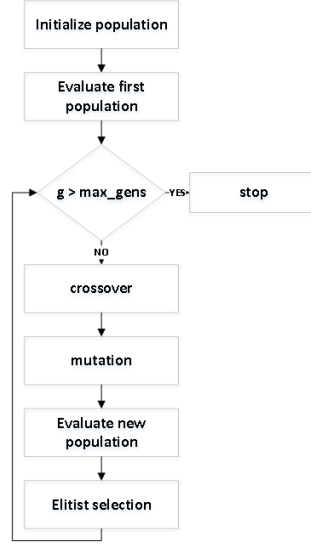 Initialize population
Evaluate first
population
g > max_gens
YES
stop
NO
crossover
mutation
Evaluate new
population
Elitist selection